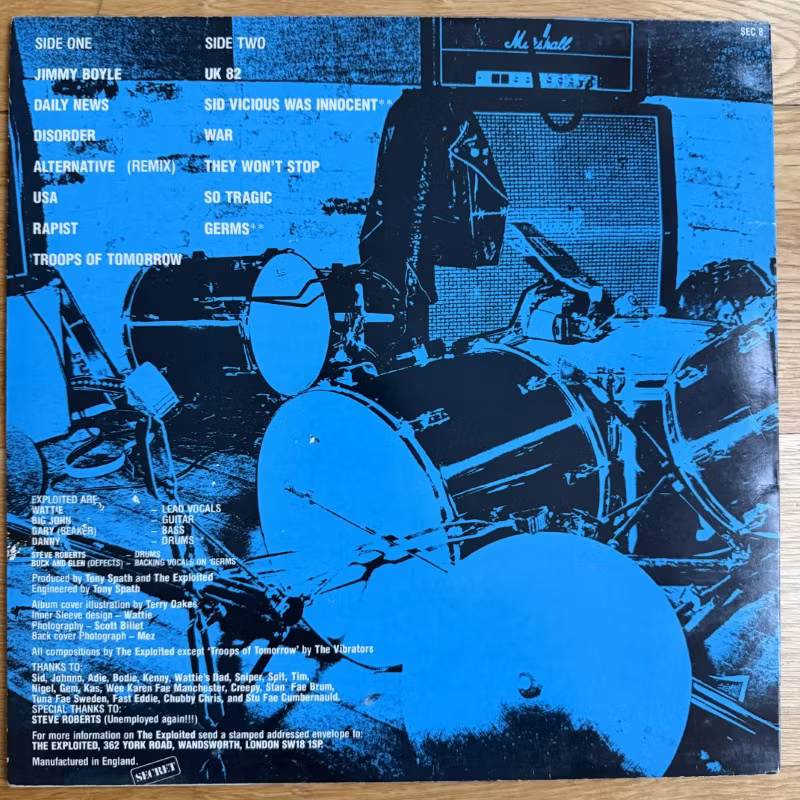 SEC 8
Marshall
SIDE ONE
JIMMY BOYLE
DAILY NEWS
DISORDER
ALTERNATIVE (REMIX)
USA
RAPIST
TROOPS OF TOMORROW
SIDE TWO
UK 82
SID VICIOUS WAS INNOCENT**
WAR
THEY WON'T STOP
SO TRAGIC
GERMS**
EXPLOITED ARE
WATTIE – LEAD VOCALS
BIG JOHN – GUITAR
GARY (BEAKER) – BASS
DANNY – DRUMS
STEVE ROBERTS – DRUMS
BUCK AND GLEN (DEFECTS) – BACKING VOCALS ON 'GERMS'
Produced by Tony Spath and The Exploited
Engineered by Tony Spath
Album cover illustration by Terry Oakes
Inner Sleeve design – Wattie
Photography – Scott Billet
Back cover Photograph – Mez
All compositions by The Exploited except 'Troops of Tomorrow' by The Vibrators
THANKS TO:
Sid, Johnno, Adie, Bodie, Kenny, Wattie's Dad, Sniper, Spit, Tim,
Nigel, Gem, Kas, Wee Karen Fae Manchester, Creepy, Stan Fae Drum,
Tuna Fae Sweden, Fast Eddie, Chubby Chris, and Stu Fae Cumbernauld.
SPECIAL THANKS TO:
STEVE ROBERTS (Unemployed again!!!)
For more information on The Exploited send a stamped addressed envelope to:
THE EXPLOITED, 362 YORK ROAD, WANDSWORTH, LONDON SW18 1SP.
Manufactured in England.
SECRET